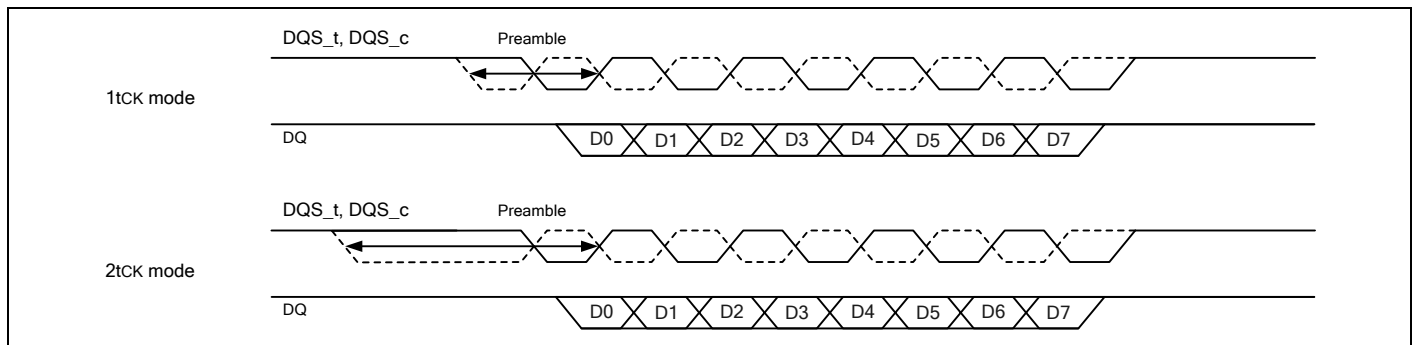 DQS_t, DQS_c Preamble
1tCK mode
DQ D0 D1 D2 D3 D4 D5 D6 D7
DQS_t, DQS_c Preamble
2tCK mode
DQ D0 D1 D2 D3 D4 D5 D6 D7